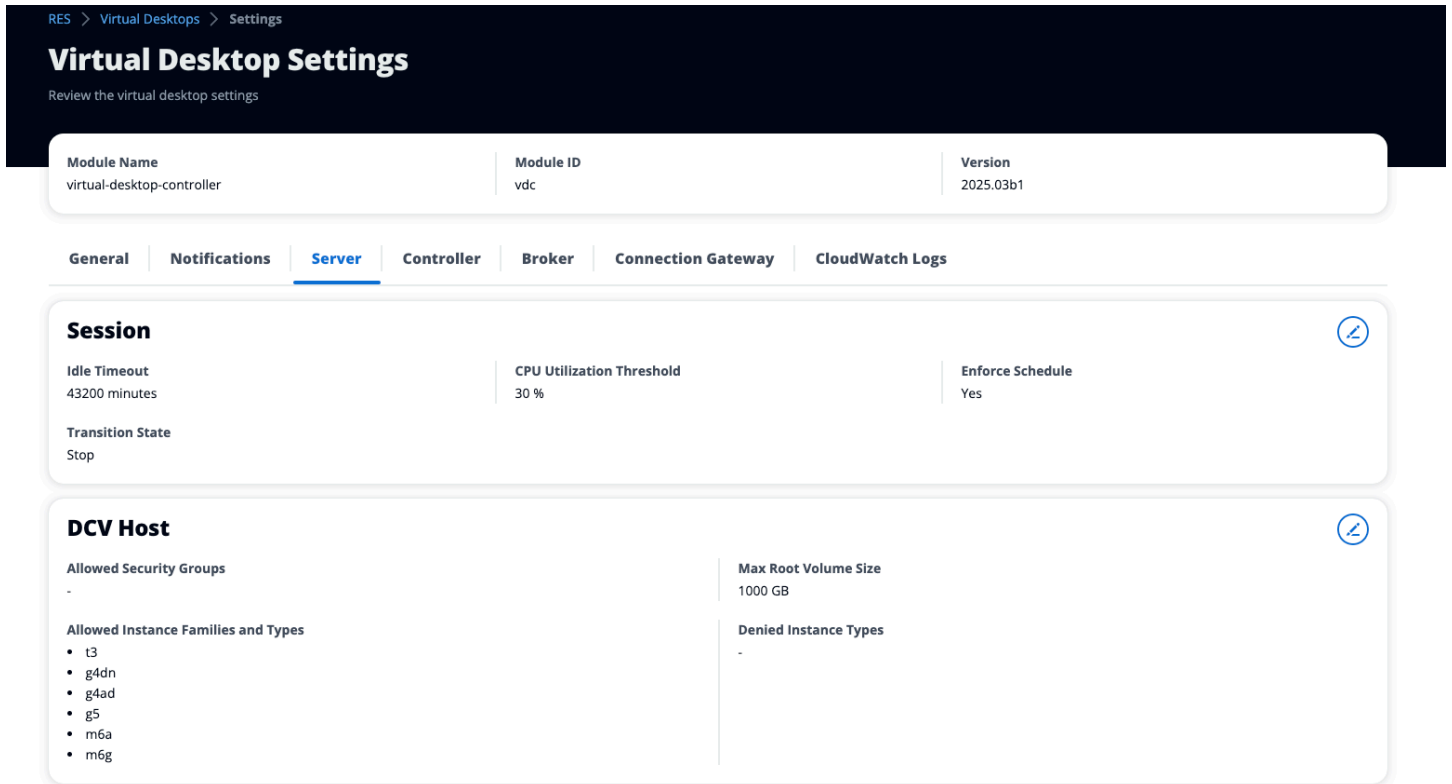 RES > Virtual Desktops > Settings
Virtual Desktop Settings
Review the virtual desktop settings
Module Name
virtual-desktop-controller
Module ID
vdc
Version
2025.03b1
General
Notifications
Server
Controller
Broker
Connection Gateway
CloudWatch Logs
Session
Idle Timeout
43200 minutes
CPU Utilization Threshold
30 %
Enforce Schedule
Yes
Transition State
Stop
DCV Host
Allowed Security Groups
-
Max Root Volume Size
1000 GB
Allowed Instance Families and Types
• t3
• g4dn
• g4ad
• g5
• m6a
• m6g
Denied Instance Types
-